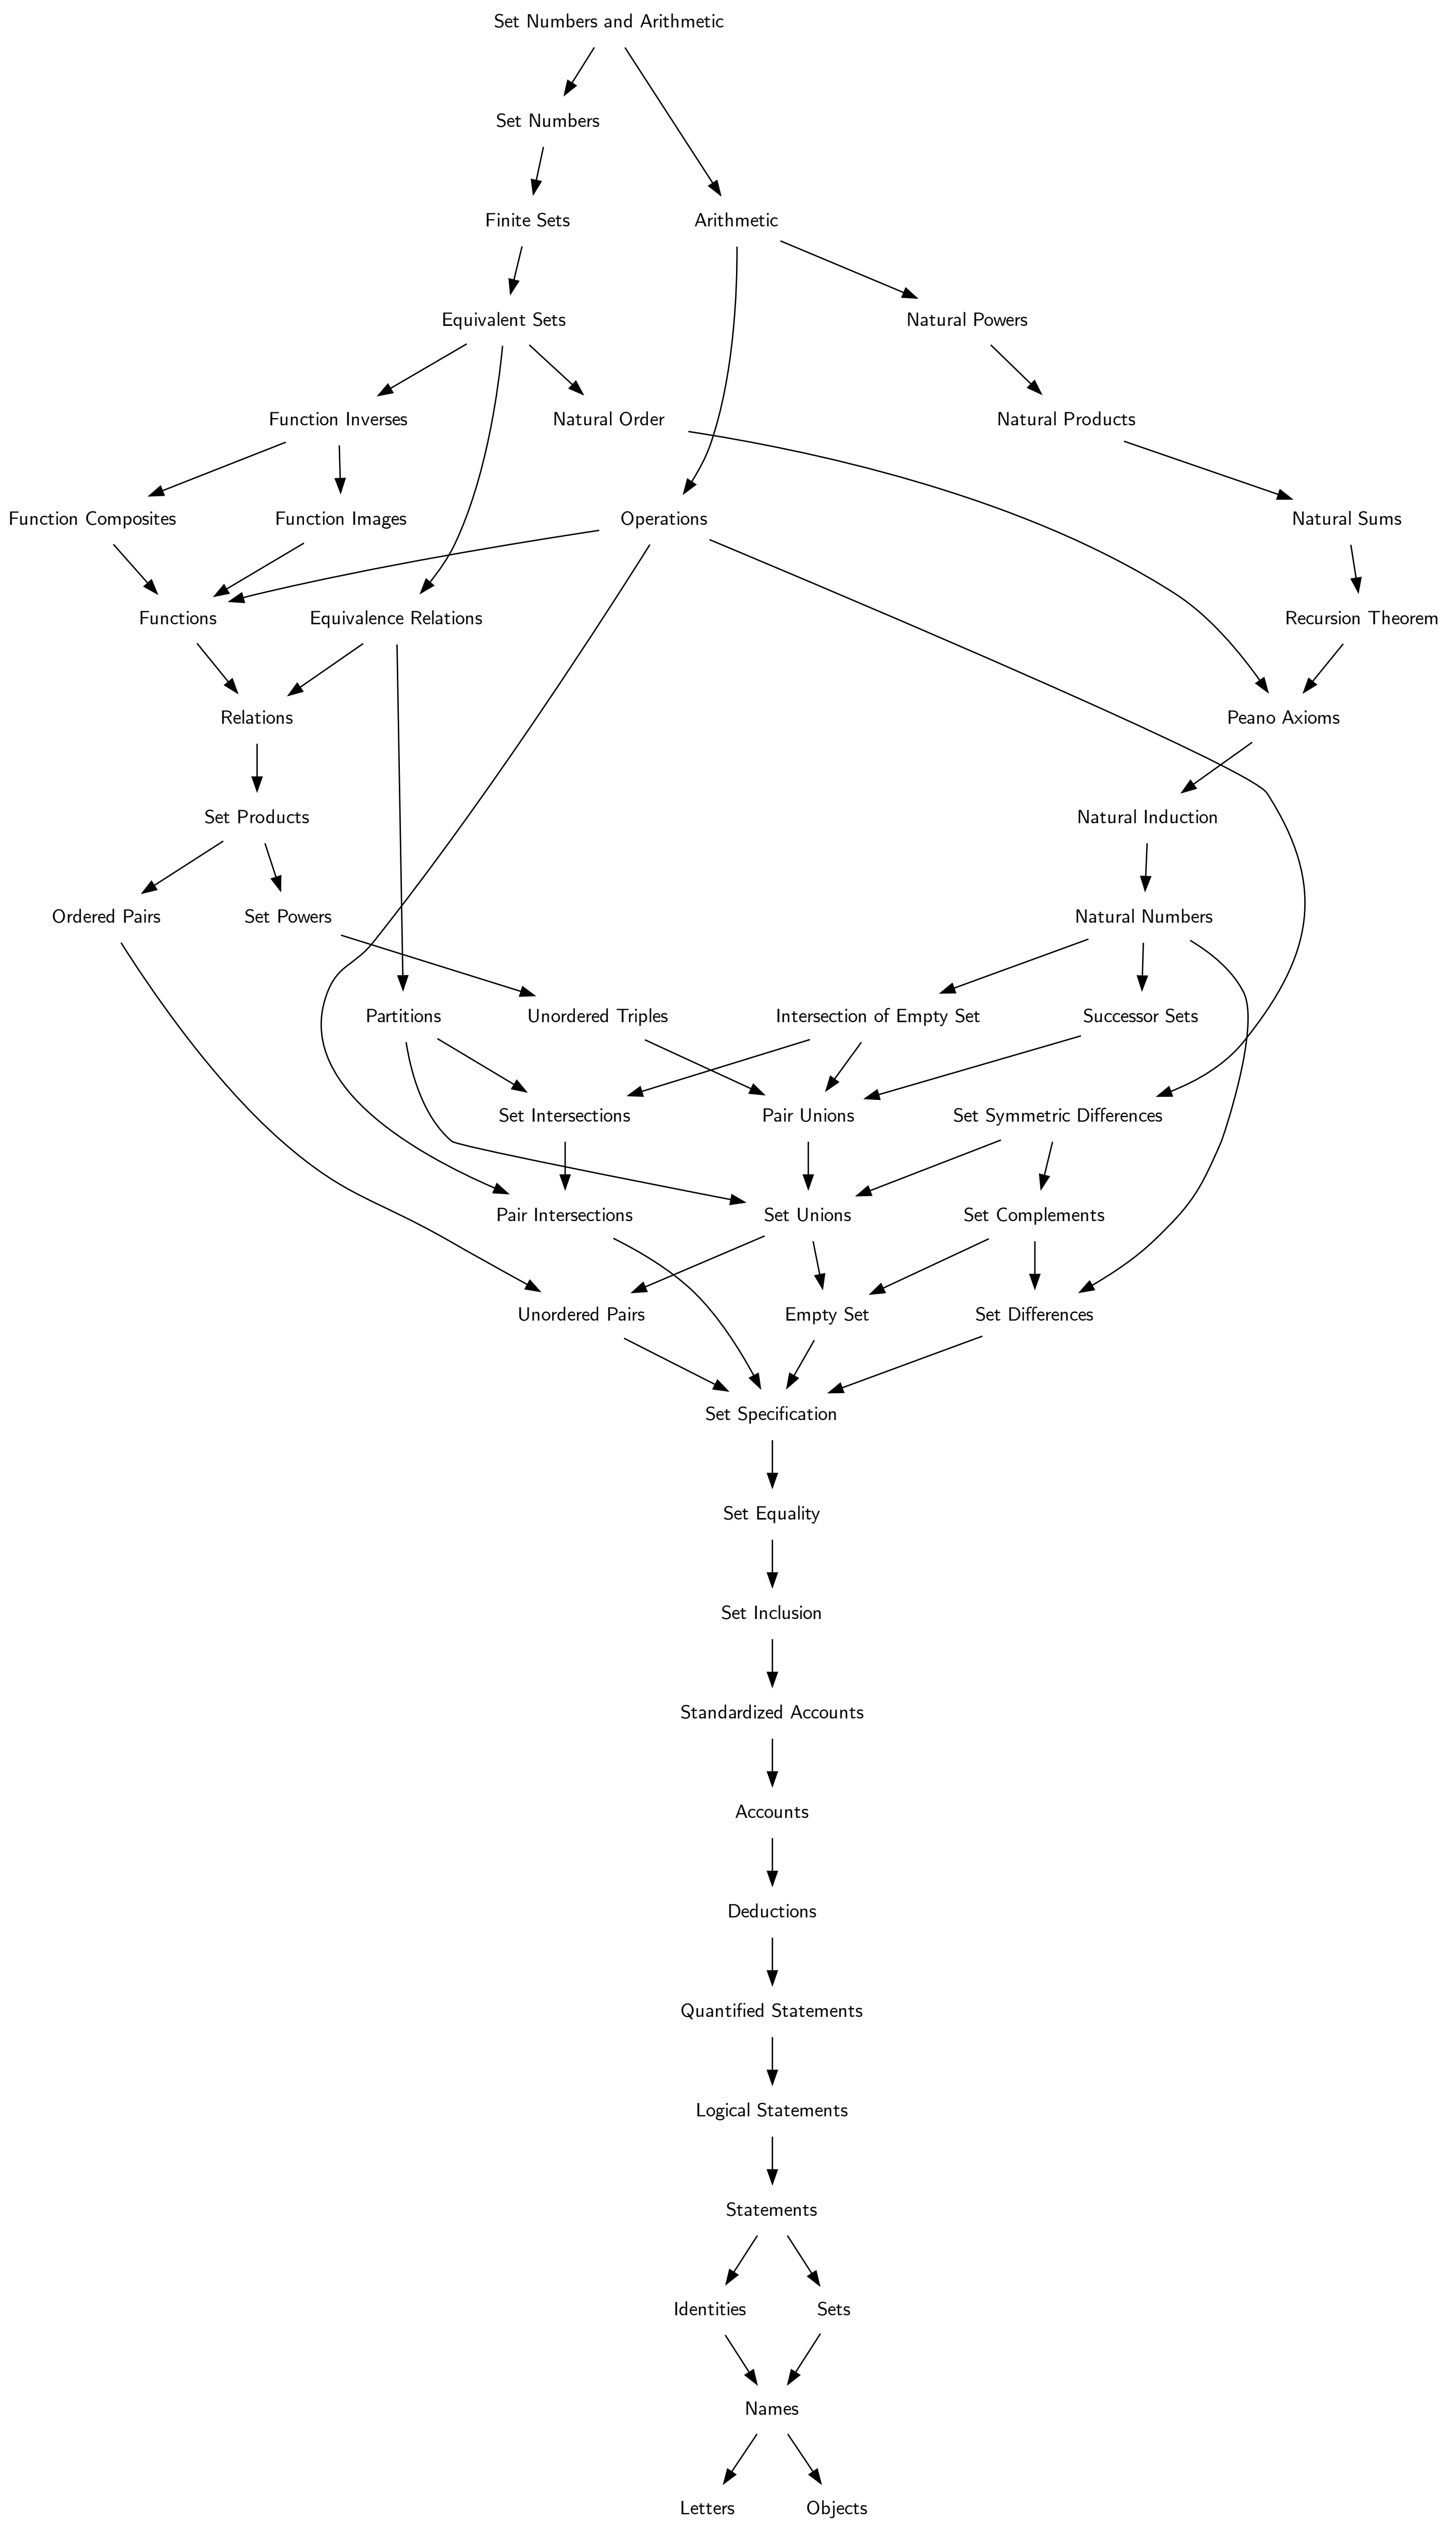 Set Numbers and Arithmetic
Set Numbers
Finite Sets
Arithmetic
Equivalent Sets
Natural Powers
Function Inverses
Natural Order
Natural Products
Function Composites
Function Images
Operations
Natural Sums
Functions
Equivalence Relations
Recursion Theorem
Relations
Peano Axioms
Set Products
Natural Induction
Ordered Pairs
Set Powers
Natural Numbers
Partitions
Unordered Triples
Intersection of Empty Set
Successor Sets
Set Intersections
Pair Unions
Set Symmetric Differences
Pair Intersections
Set Unions
Set Complements
Unordered Pairs
Empty Set
Set Differences
Set Specification
Set Equality
Set Inclusion
Standardized Accounts
Accounts
Deductions
Quantified Statements
Logical Statements
Statements
Identities
Sets
Names
Letters
Objects